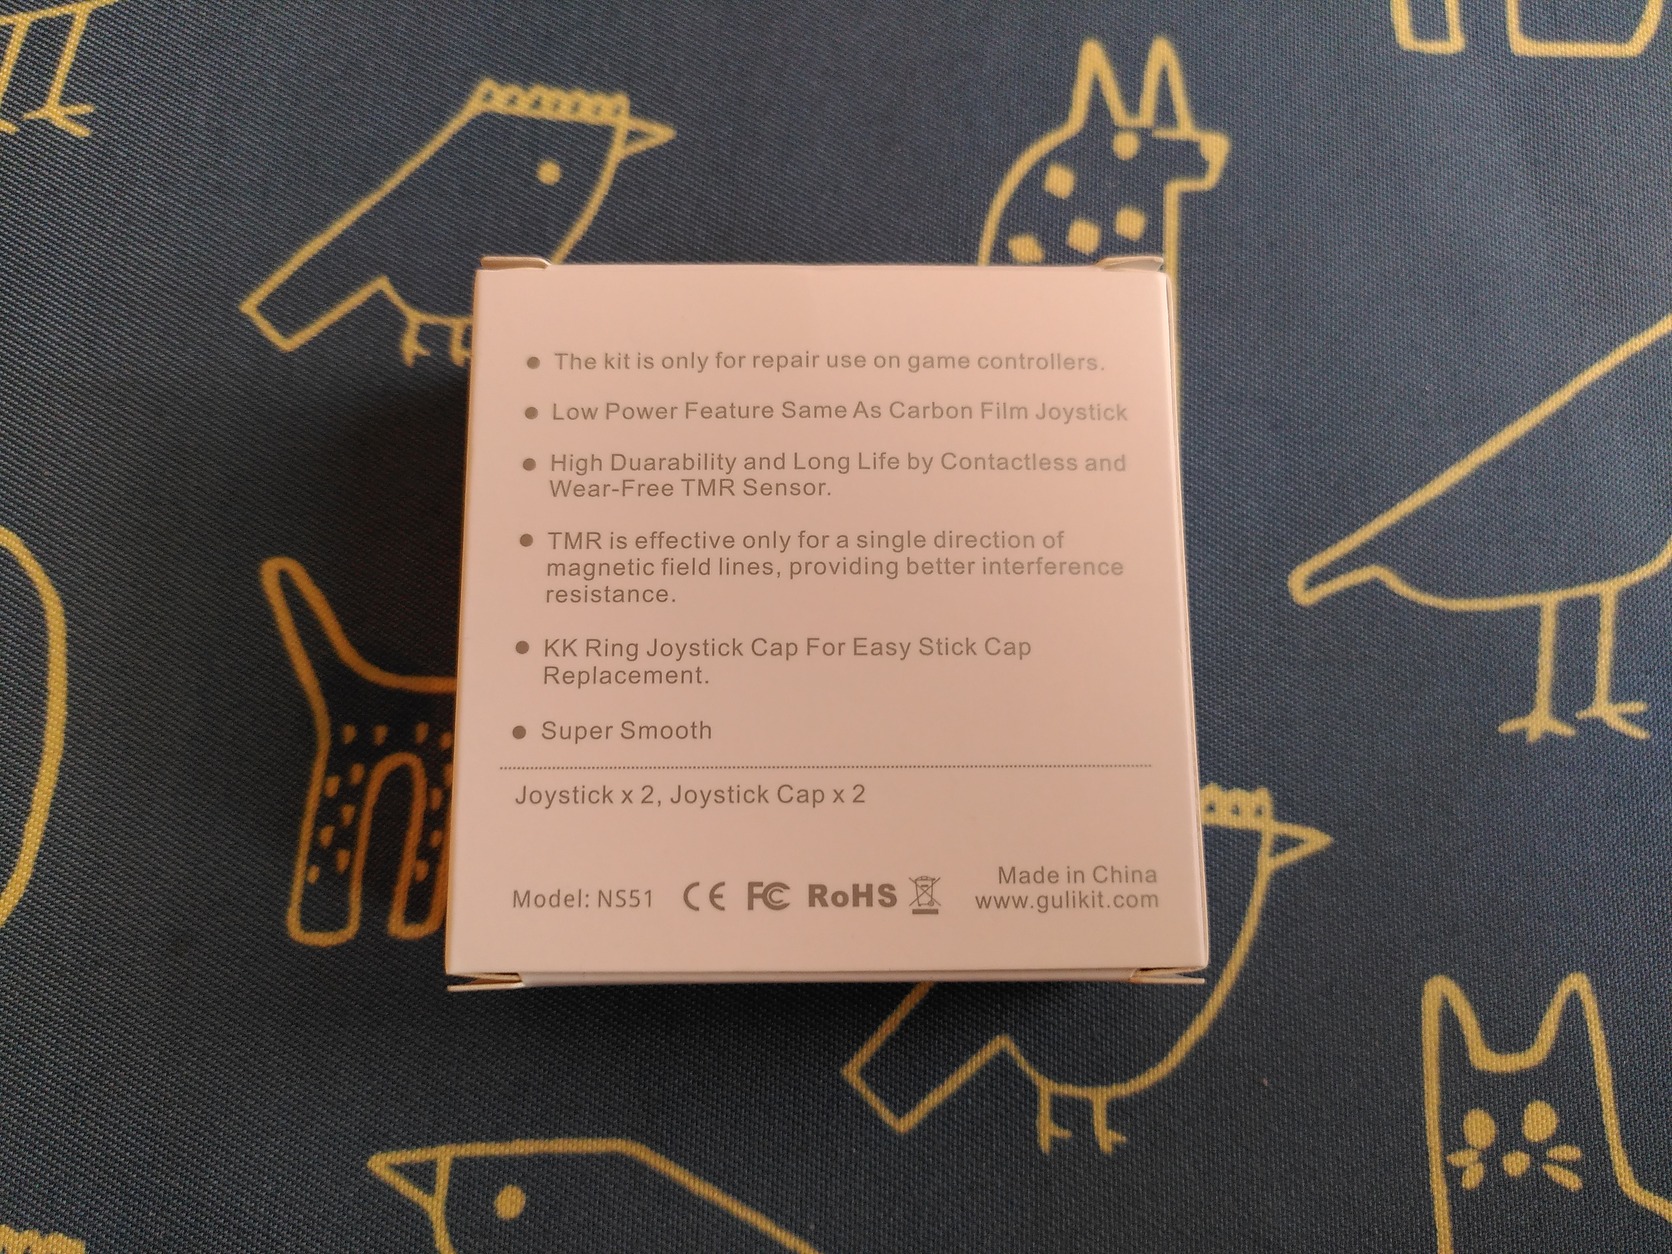 ● The kit is only for repair use on game controllers.
● Low Power Feature Same As Carbon Film Joystick
● High Duarability and Long Life by Contactless and
Wear-Free TMR Sensor.
● TMR is effective only for a single direction of
magnetic field lines, providing better interference
resistance.
● KK Ring Joystick Cap For Easy Stick Cap
Replacement.
● Super Smooth
Joystick x 2, Joystick Cap x 2
Model: NS51 CE FC RoHS
Made in China
www.gulikit.com